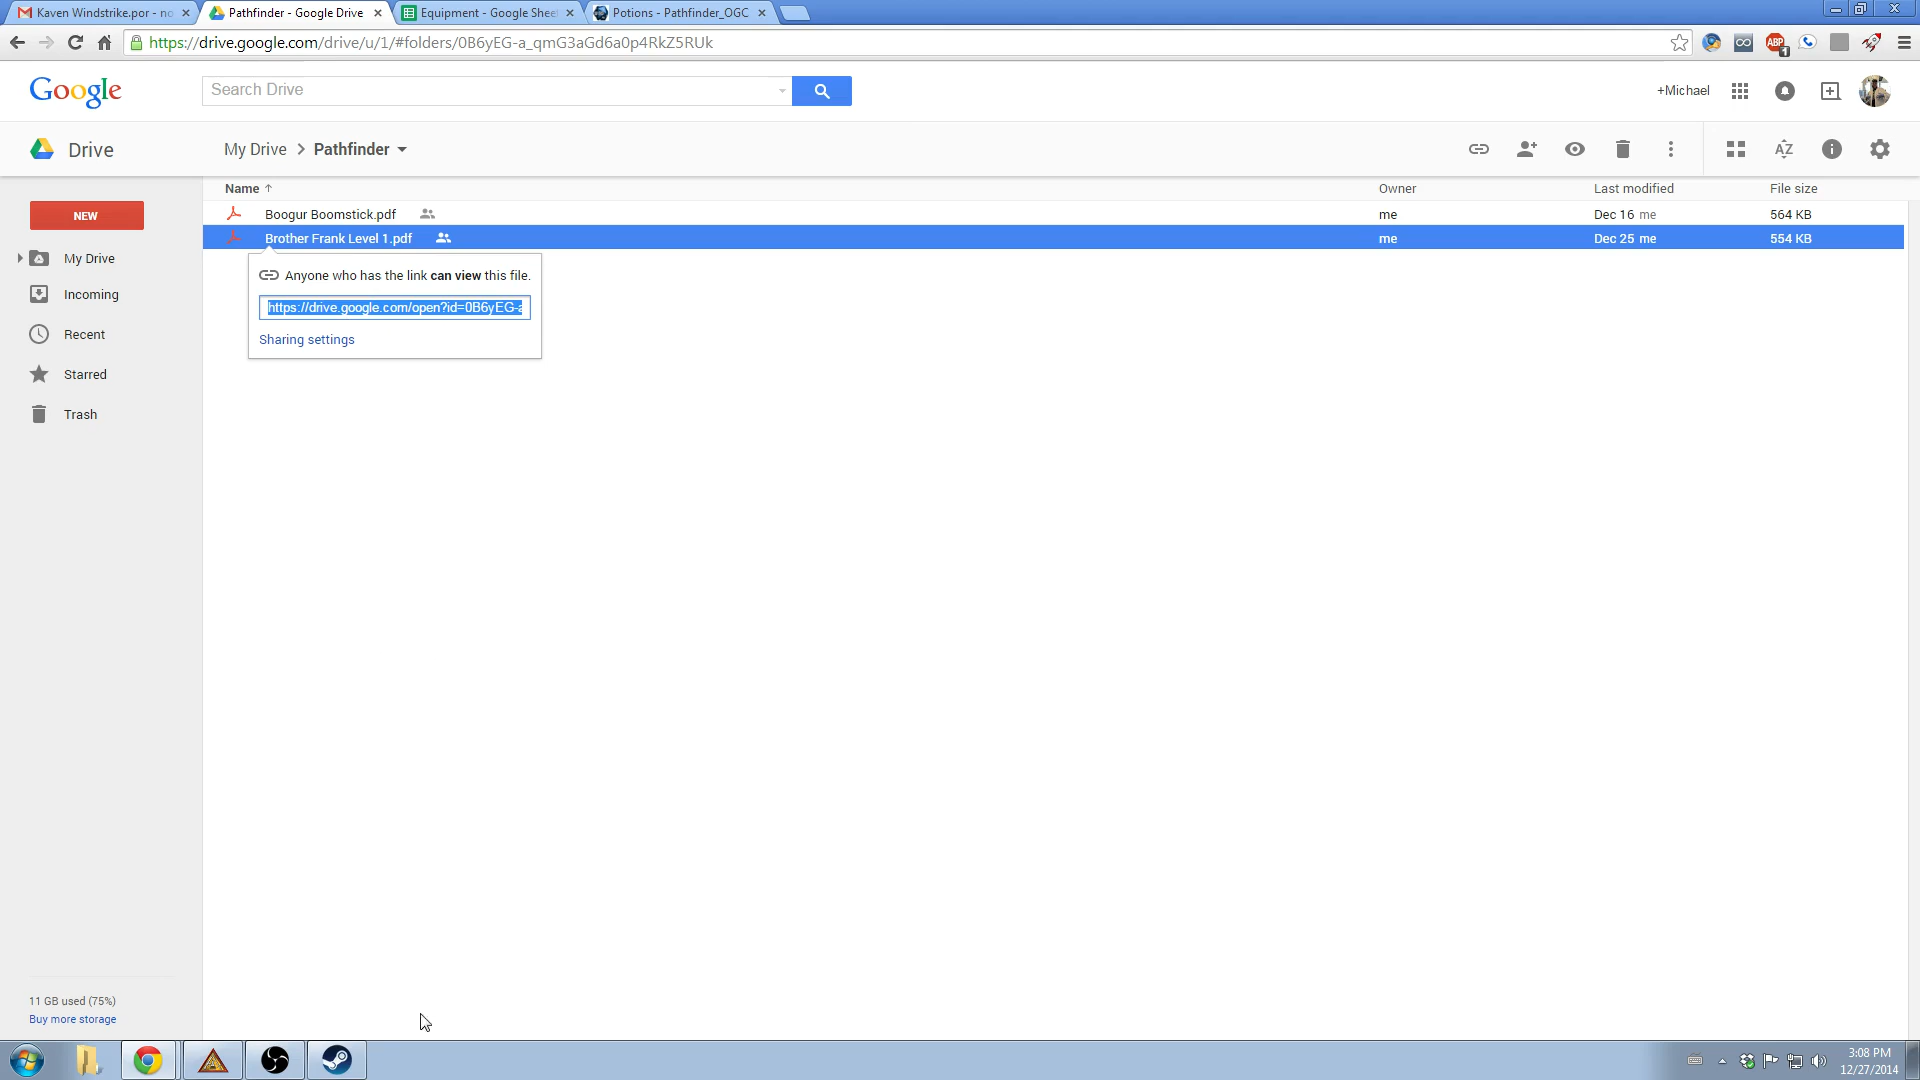 Kaven Windstrike.por - no
Pathfinder - Google Drive
Equipment - Google Shee
Potions - Pathfinder_OGC
https://drive.google.com/drive/u/1/#folders/0B6yEG-a_qmG3aGd6a0p4RkZ5RUk
ABP
1
Google
Search Drive
+Michael
Drive
My Drive
Pathfinder
AZ
Name
Owner
Last modified
File size
NEW
Boogur Boomstick.pdf
me
Dec 16 me
564 KB
Brother Frank Level 1.pdf
me
Dec 25 me
554 KB
My Drive
Anyone who has the link can view this file.
Incoming
https://drive.google.com/open?id=0B6yEG-a
Recent
Sharing settings
Starred
Trash
11 GB used (75%)
Buy more storage
3:08 PM
12/27/2014